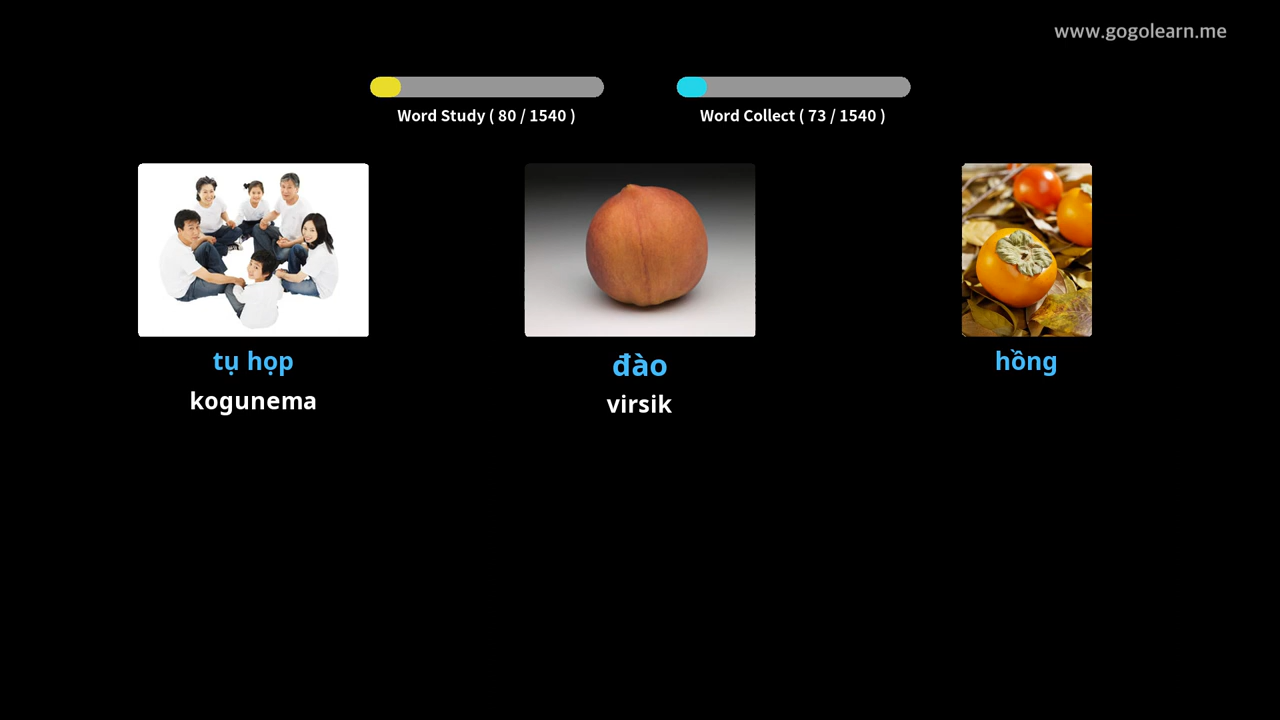 www.gogolearn.me
Word Study ( 80 / 1540 )
Word Collect ( 73 / 1540 )
tụ họp
kogunema
đào
virsik
hồng